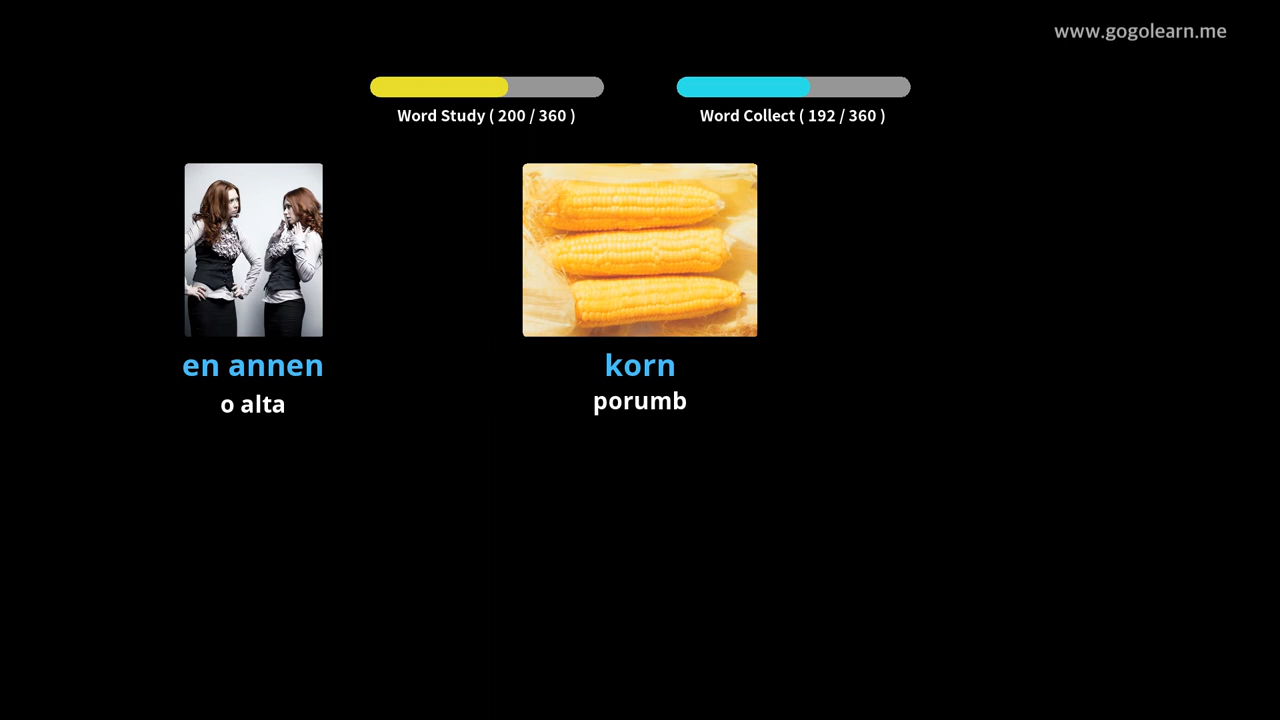 www.gogolearn.me
Word Study ( 200 / 360 )
Word Collect ( 192 / 360 )
en annen
korn
o alta
porumb